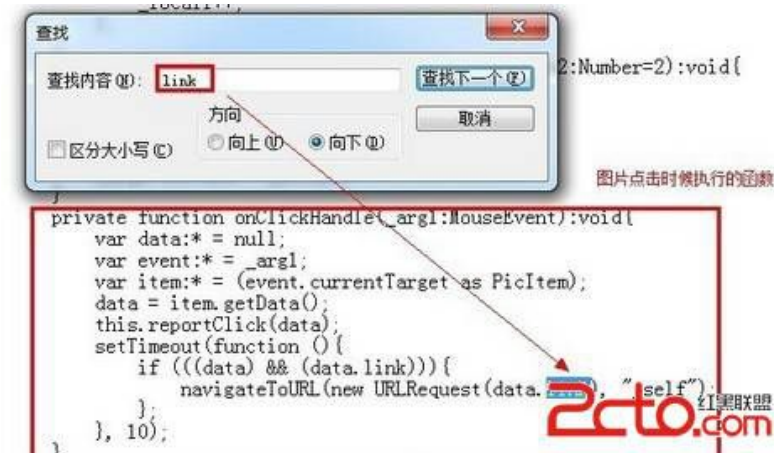 查找
查找内容(N): link
查找下一个(F)
2:Number=2):void{
方向
取消
区分大小写(C)
向上(U)
向下(D)
图片点击时候执行的函数
}
private function onClickHandle(_arg1:MouseEvent):void{
var data:* = null;
var event:* = _arg1;
var item:* = (event.currentTarget as PicItem);
data = item.getData();
this.reportClick(data);
setTimeout(function (){
if (((data) && (data.link))){
navigateToURL(new URLRequest(data.link), "_self");
};
}, 10);
}
2cto.com
红黑联盟